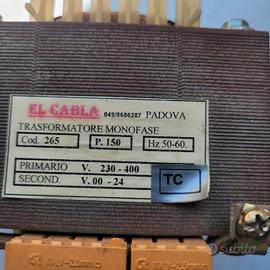 EL CABLA 049/8686287 PADOVA
TRASFORMATORE MONOFASE
Cod. 265 P. 150 Hz 50-60.
PRIMARIO V. 230 - 400
SECOND. V. 00 - 24 TC
subito